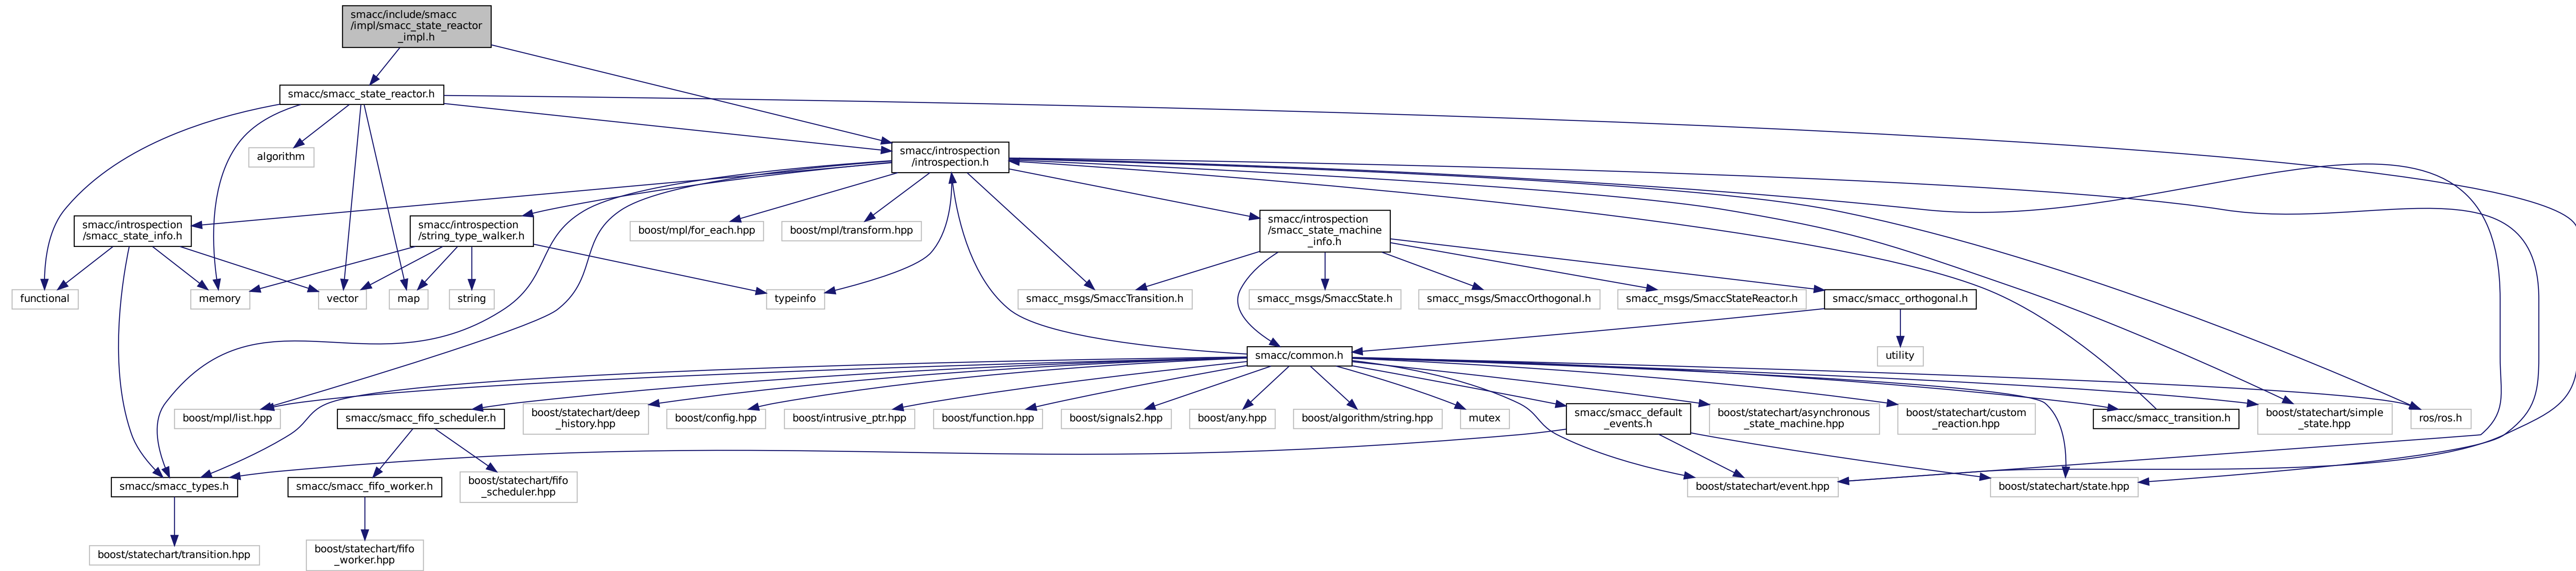 smacc/include/smacc
/impl/smacc_state_reactor
_impl.h
smacc/smacc_state_reactor.h
algorithm
smacc/introspection
/introspection.h
smacc/introspection
/smacc_state_info.h
smacc/introspection
/string_type_walker.h
boost/mpl/for_each.hpp
boost/mpl/transform.hpp
smacc/introspection
/smacc_state_machine
_info.h
functional
memory
vector
map
string
typeinfo
smacc_msgs/SmaccTransition.h
smacc_msgs/SmaccState.h
smacc_msgs/SmaccOrthogonal.h
smacc_msgs/SmaccStateReactor.h
smacc/smacc_orthogonal.h
smacc/common.h
utility
boost/mpl/list.hpp
smacc/smacc_fifo_scheduler.h
boost/statechart/deep
_history.hpp
boost/config.hpp
boost/intrusive_ptr.hpp
boost/function.hpp
boost/signals2.hpp
boost/any.hpp
boost/algorithm/string.hpp
mutex
smacc/smacc_default
_events.h
boost/statechart/asynchronous
_state_machine.hpp
boost/statechart/custom
_reaction.hpp
smacc/smacc_transition.h
boost/statechart/simple
_state.hpp
ros/ros.h
smacc/smacc_types.h
smacc/smacc_fifo_worker.h
boost/statechart/fifo
_scheduler.hpp
boost/statechart/event.hpp
boost/statechart/state.hpp
boost/statechart/transition.hpp
boost/statechart/fifo
_worker.hpp